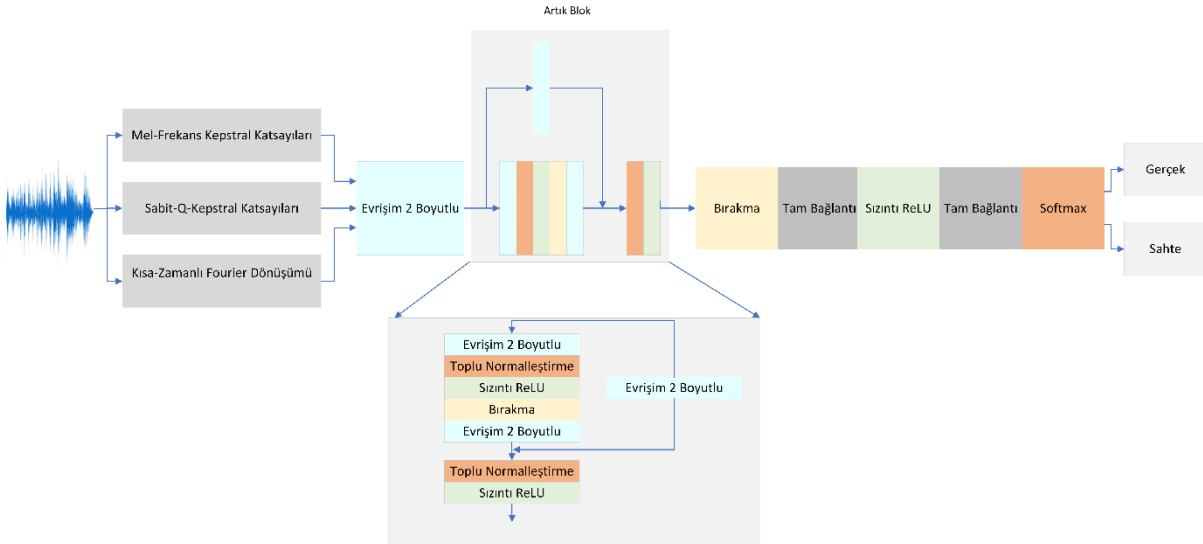 Artık Blok
Mel-Frekans Kepstral Katsayıları
Sabit-Q-Kepstral Katsayıları
Kısa-Zamanlı Fourier Dönüşümü
Evrişim 2 Boyutlu
Bırakma
Tam Bağlantı
Sızıntı ReLU
Tam Bağlantı
Softmax
Gerçek
Sahte
Evrişim 2 Boyutlu
Toplu Normalleştirme
Sızıntı ReLU
Bırakma
Evrişim 2 Boyutlu
Evrişim 2 Boyutlu
Toplu Normalleştirme
Sızıntı ReLU